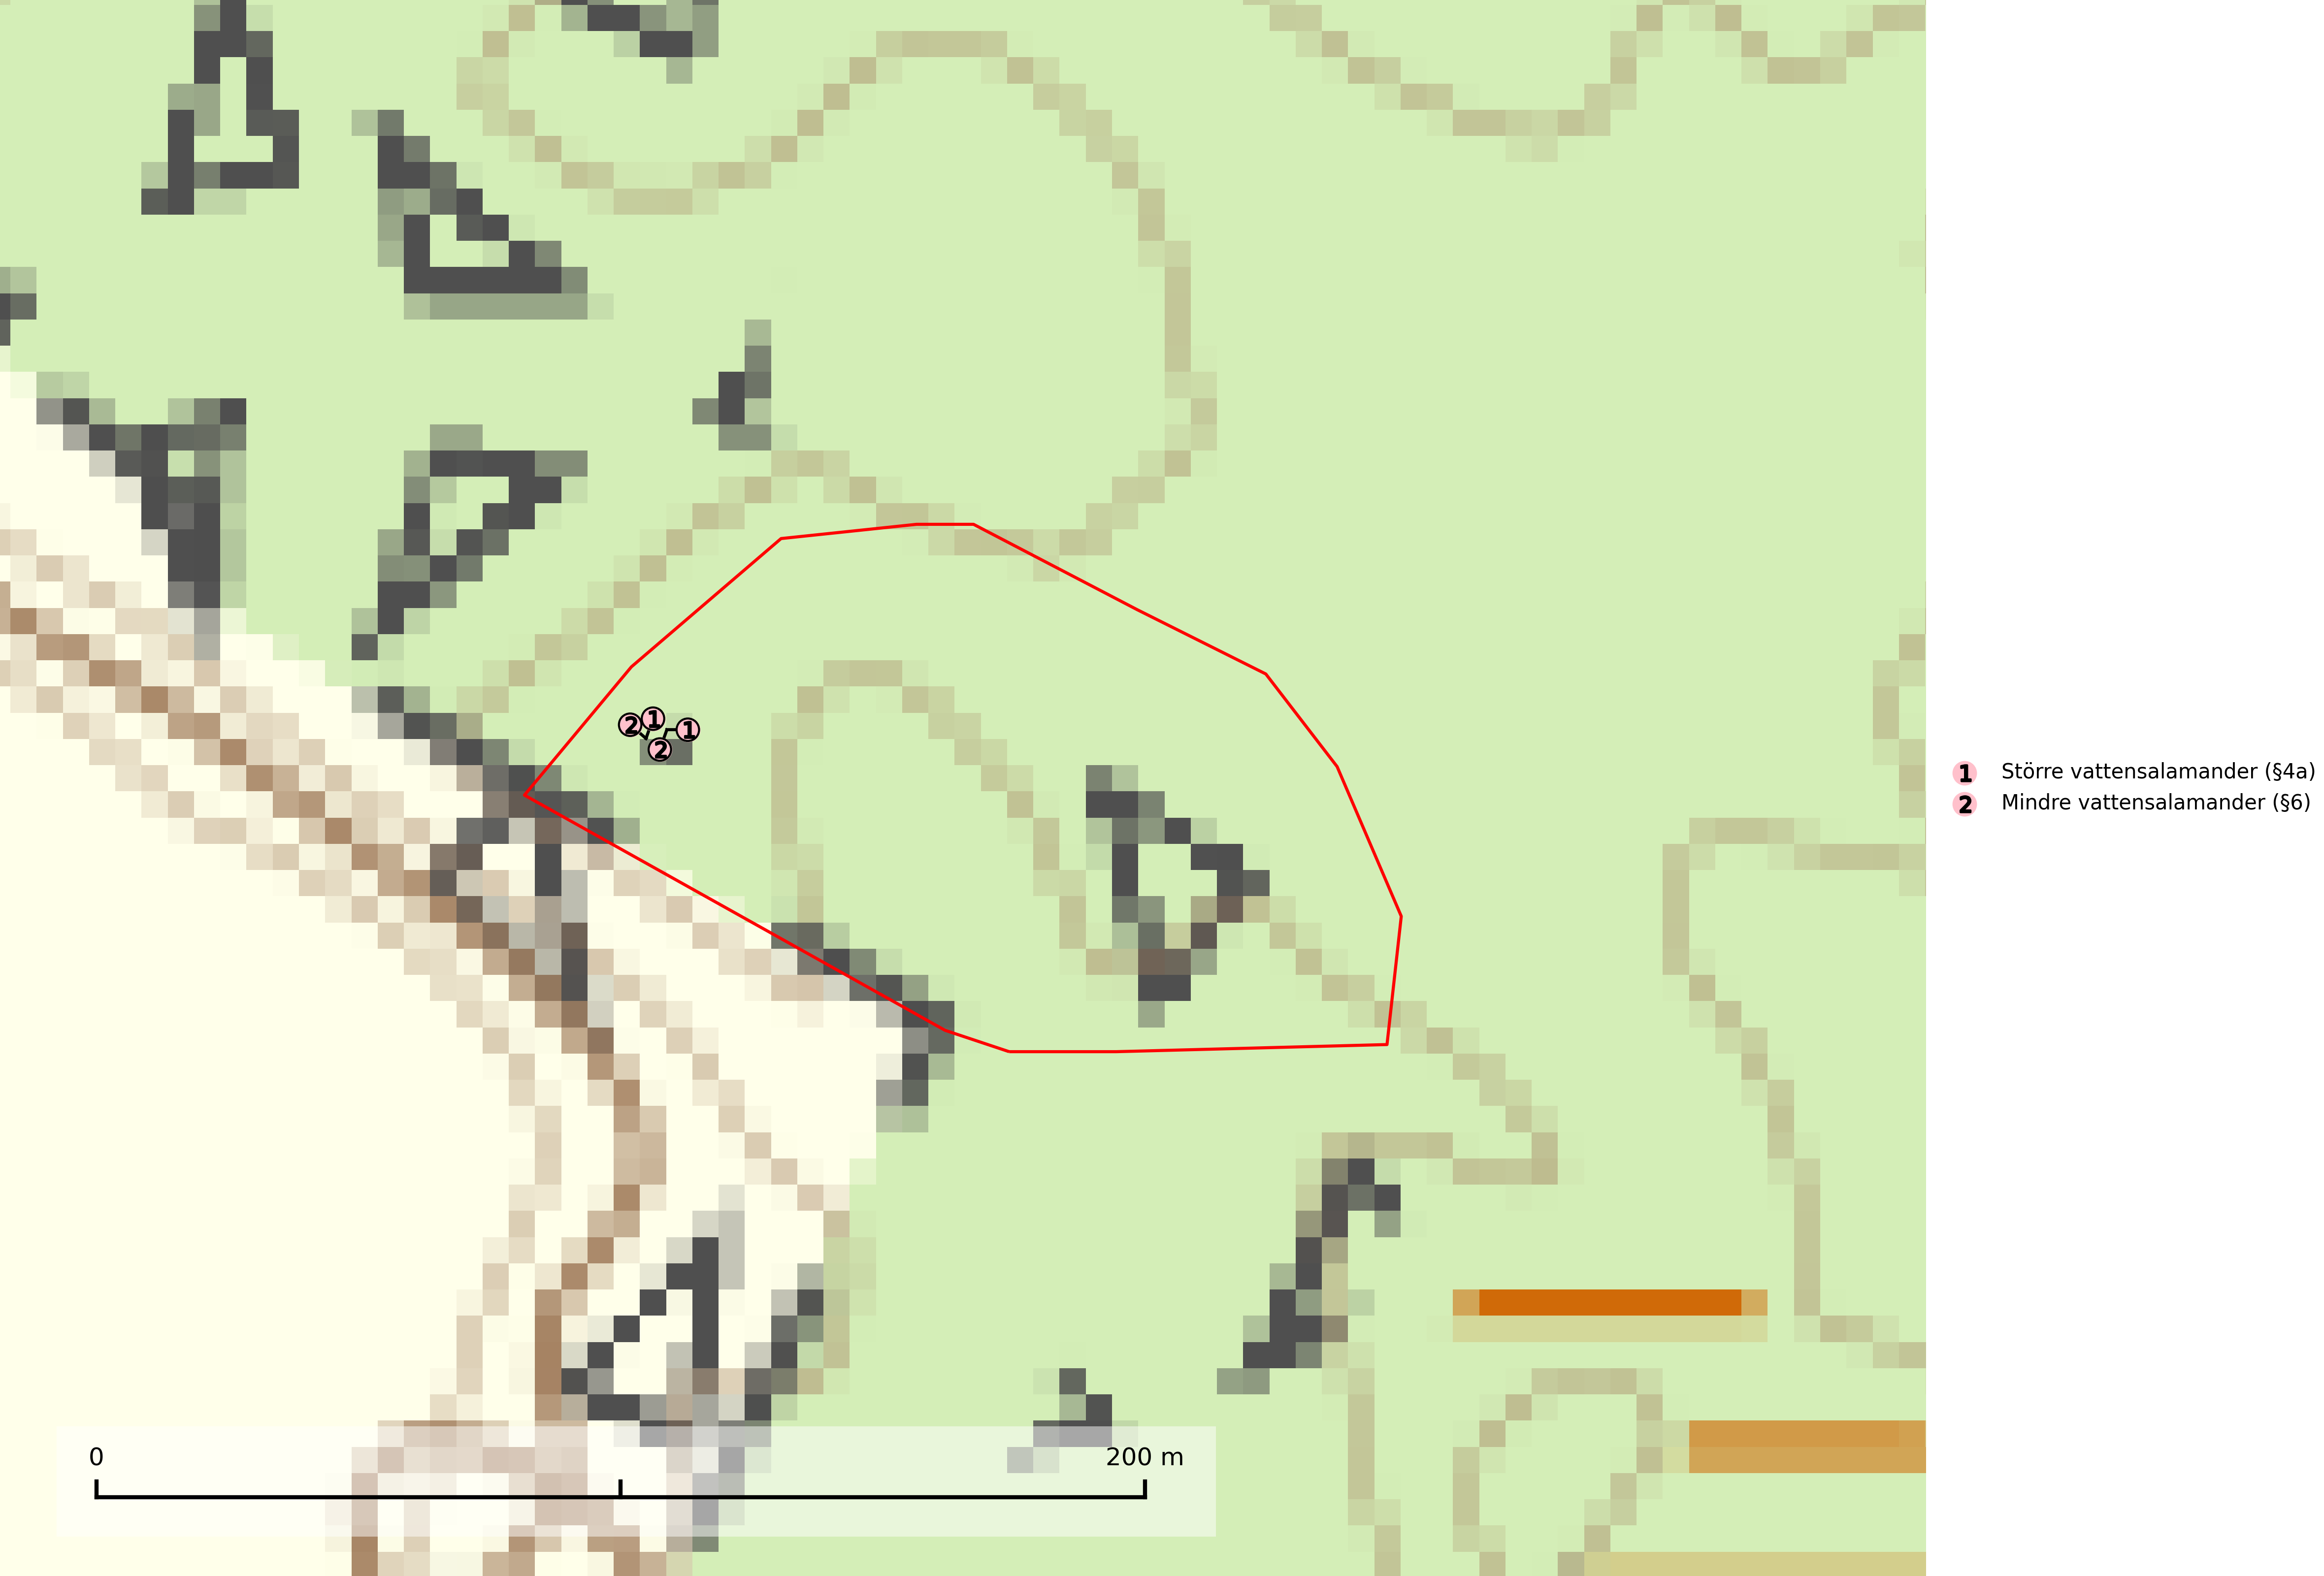 2 1 1
2
1 Större vattensalamander (§4a)
2 Mindre vattensalamander (§6)
0 200 m